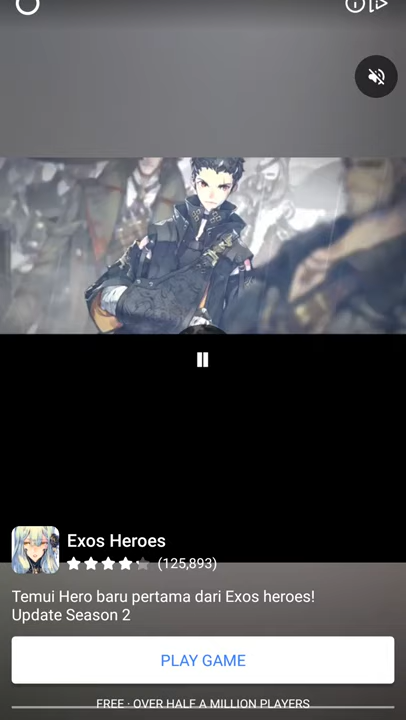 Exos Heroes
(125,893)
Temui Hero baru pertama dari Exos heroes!
Update Season 2
PLAY GAME
FREE · OVER HALF A MILLION PLAYERS